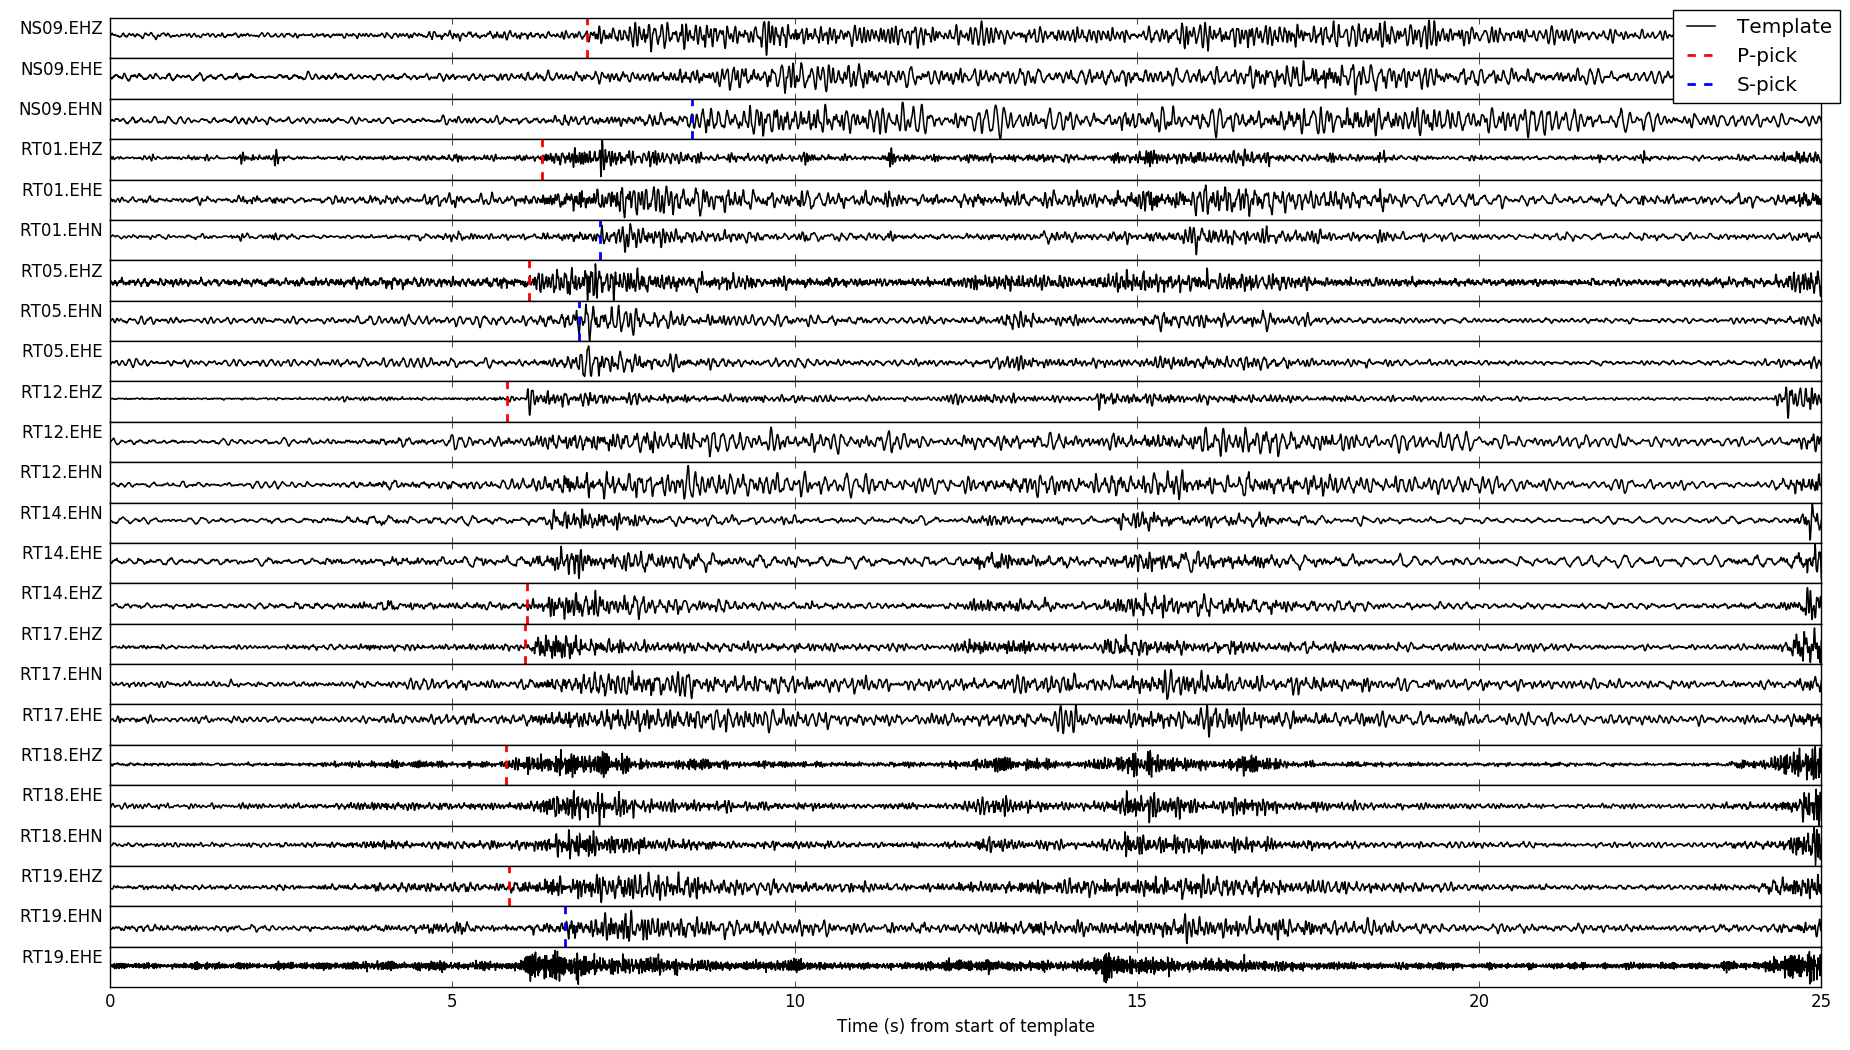 NS09.EHZ
NS09.EHE
NS09.EHN
RT01.EHZ
RT01.EHE
RT01.EHN
RT05.EHZ
RT05.EHN
RT05.EHE
RT12.EHZ
RT12.EHE
RT12.EHN
RT14.EHN
RT14.EHE
RT14.EHZ
RT17.EHZ
RT17.EHN
RT17.EHE
RT18.EHZ
RT18.EHE
RT18.EHN
RT19.EHZ
RT19.EHN
RT19.EHE
Template
P-pick
S-pick
0 5 10 15 20 25
Time (s) from start of template